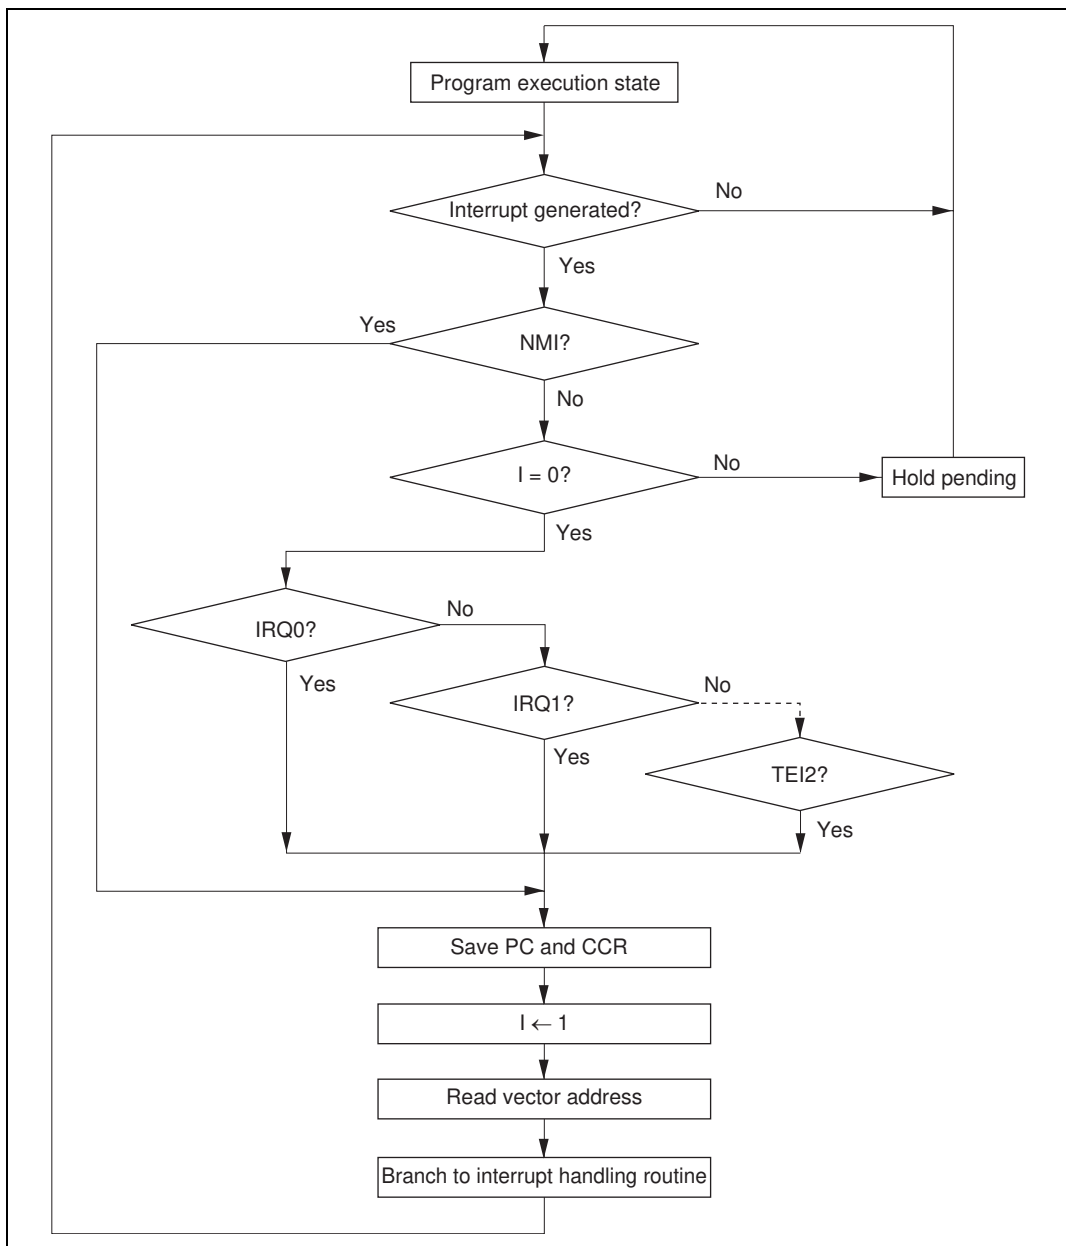 Program execution state
Interrupt generated?
No
Yes
Yes
NMI?
No
I = 0?
No
Hold pending
Yes
IRQ0?
No
Yes
IRQ1?
No
Yes
TEI2?
Yes
Save PC and CCR
I ← 1
Read vector address
Branch to interrupt handling routine